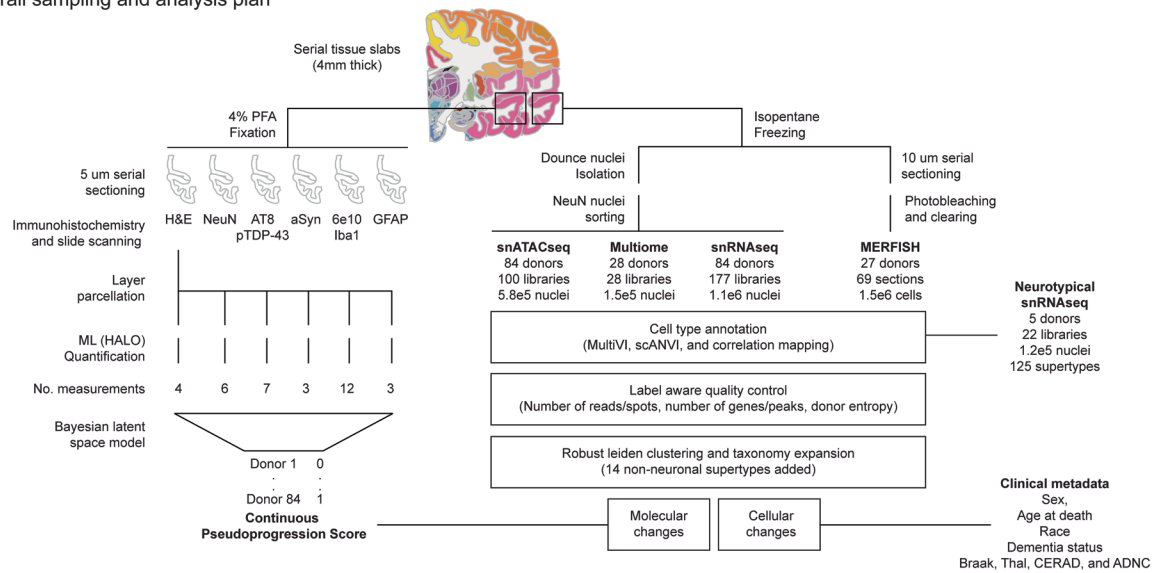 rall sampling and analysis plan
Serial tissue slabs
(4mm thick)
4% PFA
Fixation
Isopentane
Freezing
5 um serial
sectioning
Dounce nuclei
Isolation
10 um serial
sectioning
NeuN nuclei
sorting
Photobleaching
and clearing
Immunohistochemistry
and slide scanning
H&E
NeuN
AT8
pTDP-43
aSyn
6e10
Iba1
GFAP
snATACseq
84 donors
100 libraries
5.8e5 nuclei
Multiome
28 donors
28 libraries
1.5e5 nuclei
snRNAseq
84 donors
177 libraries
1.1e6 nuclei
MERFISH
27 donors
69 sections
1.5e6 cells
Layer
parcellation
ML (HALO)
Quantification
No. measurements 4 6 7 3 12 3
Bayesian latent
space model
Donor 1 0
. .
. .
Donor 84 1
Continuous
Pseudoprogression Score
Cell type annotation
(MultiVI, scANVI, and correlation mapping)
Neurotypical
snRNAseq
5 donors
22 libraries
1.2e5 nuclei
125 supertypes
Label aware quality control
(Number of reads/spots, number of genes/peaks, donor entropy)
Robust leiden clustering and taxonomy expansion
(14 non-neuronal supertypes added)
Molecular
changes
Cellular
changes
Clinical metadata
Sex,
Age at death
Race
Dementia status
Braak, Thal, CERAD, and ADNC